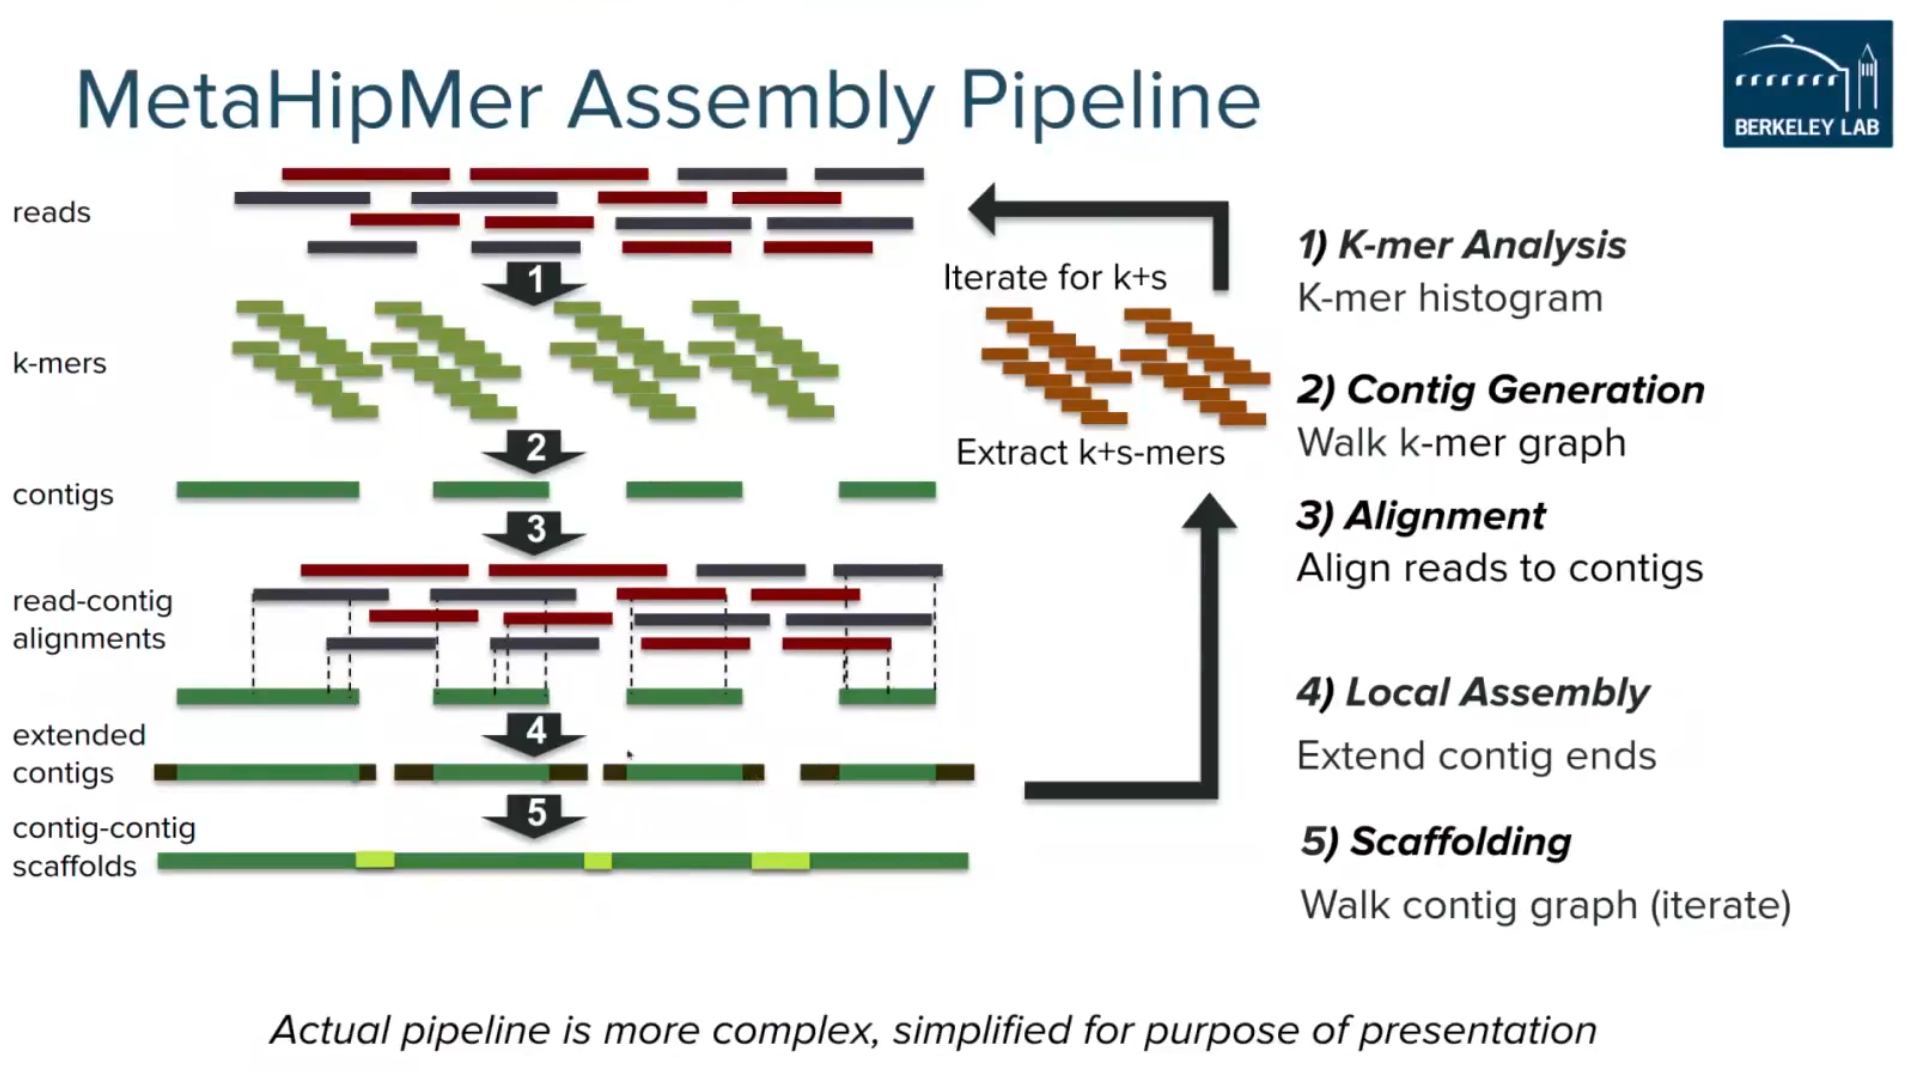 MetaHipMer Assembly Pipeline
BERKELEY LAB
reads
1
k-mers
2
contigs
3
read-contig
alignments
4
extended
contigs
5
contig-contig
scaffolds
Iterate for k+s
Extract k+s-mers
1) K-mer Analysis
K-mer histogram
2) Contig Generation
Walk k-mer graph
3) Alignment
Align reads to contigs
4) Local Assembly
Extend contig ends
5) Scaffolding
Walk contig graph (iterate)
Actual pipeline is more complex, simplified for purpose of presentation